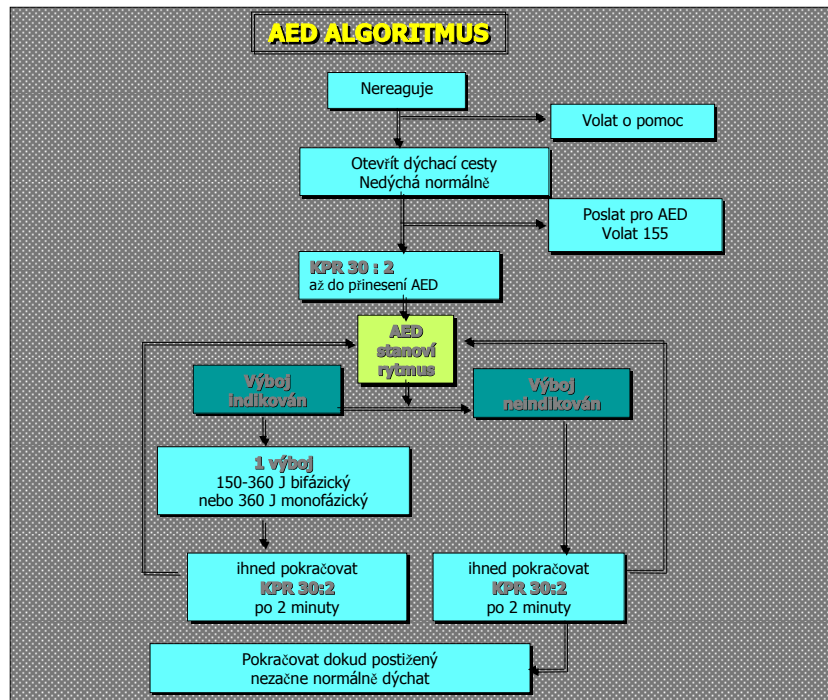 AED ALGORITMUS
Nereaguje
Volat o pomoc
Otevřít dýchací cesty
Nedýchá normálně
Poslat pro AED
Volat 155
KPR 30 : 2
až do přinesení AED
AED
stanoví
rytmus
Výboj
indikován
Výboj
neindikován
1 výboj
150-360 J bifázický
nebo 360 J monofázický
ihned pokračovat
KPR 30:2
po 2 minuty
ihned pokračovat
KPR 30:2
po 2 minuty
Pokračovat dokud postižený
nezačne normálně dýchat